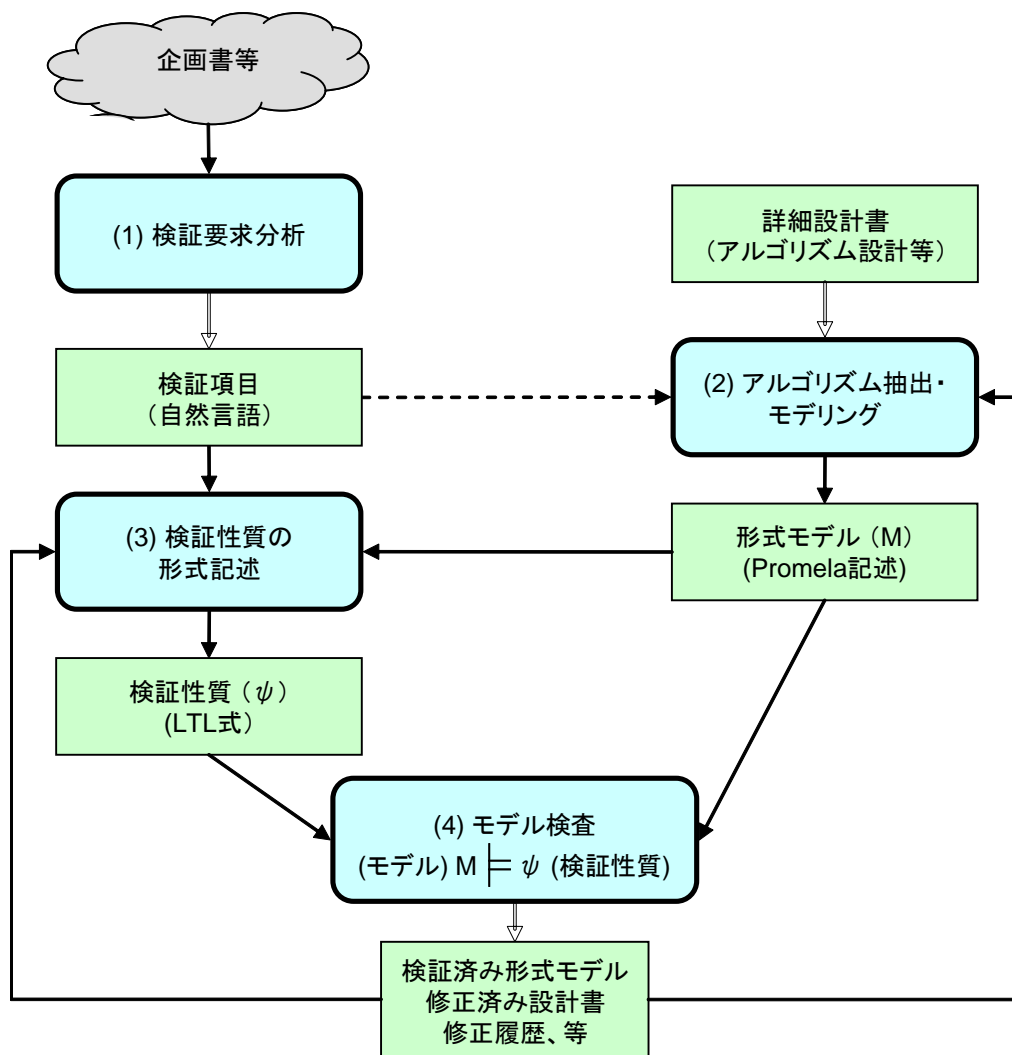 企画書等
(1) 検証要求分析
詳細設計書
（アルゴリズム設計等）
検証項目
（自然言語）
(2) アルゴリズム抽出・
モデリング
(3) 検証性質の
形式記述
形式モデル（M）
(Promela記述)
検証性質（ψ）
(LTL式）
(4) モデル検査
(モデル) M ⊨ ψ (検証性質)
検証済み形式モデル
修正済み設計書
修正履歴、等